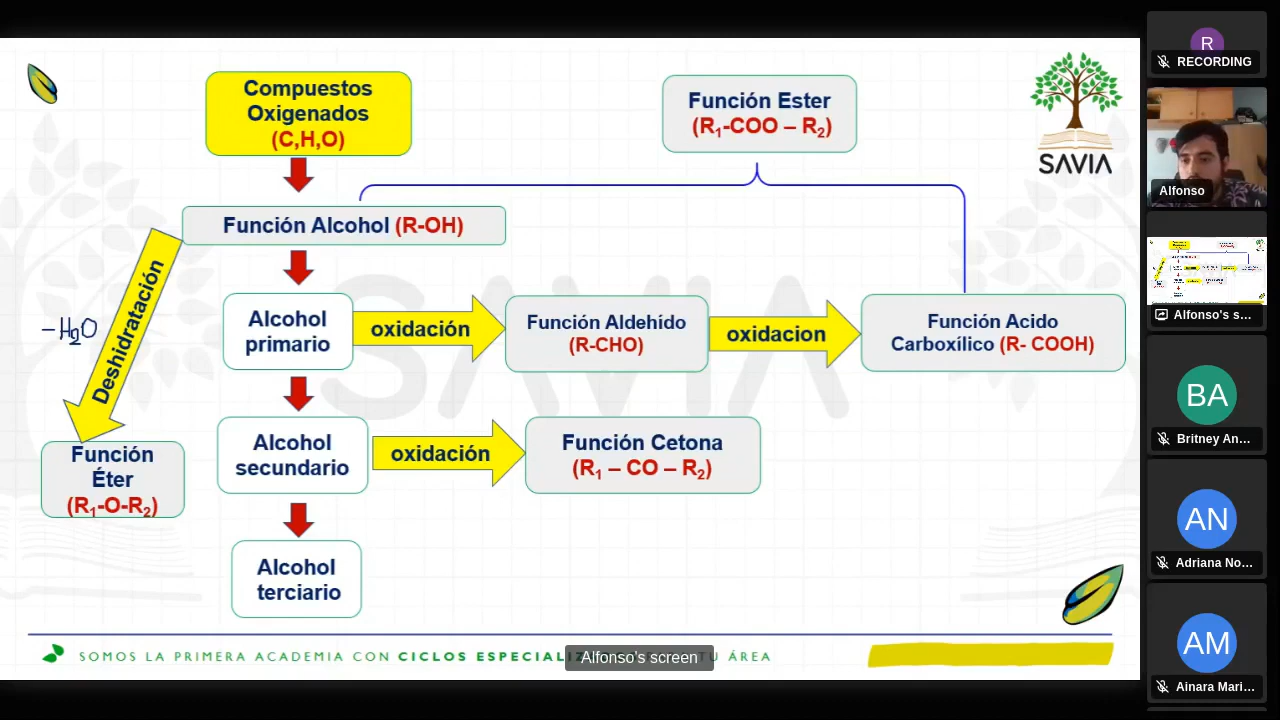 Compuestos
Oxigenados
(C,H,O)
Función Ester
(R1-COO – R2)
SAVIA
Función Alcohol (R-OH)
Deshidratación
-H2O
Alcohol
primario
oxidación
Función Aldehído
(R-CHO)
oxidacion
Función Acido
Carboxílico (R- COOH)
SAVIA
Alcohol
secundario
oxidación
Función Cetona
(R1 – CO – R2)
Función
Éter
(R1-O-R2)
Alcohol
terciario
SOMOS LA PRIMERA ACADEMIA CON CICLOS ESPECIALI TU ÁREA
Alfonso's screen
R
RECORDING
Alfonso
Alfonso's s...
BA
Britney An...
AN
Adriana No...
AM
Ainara Mari...